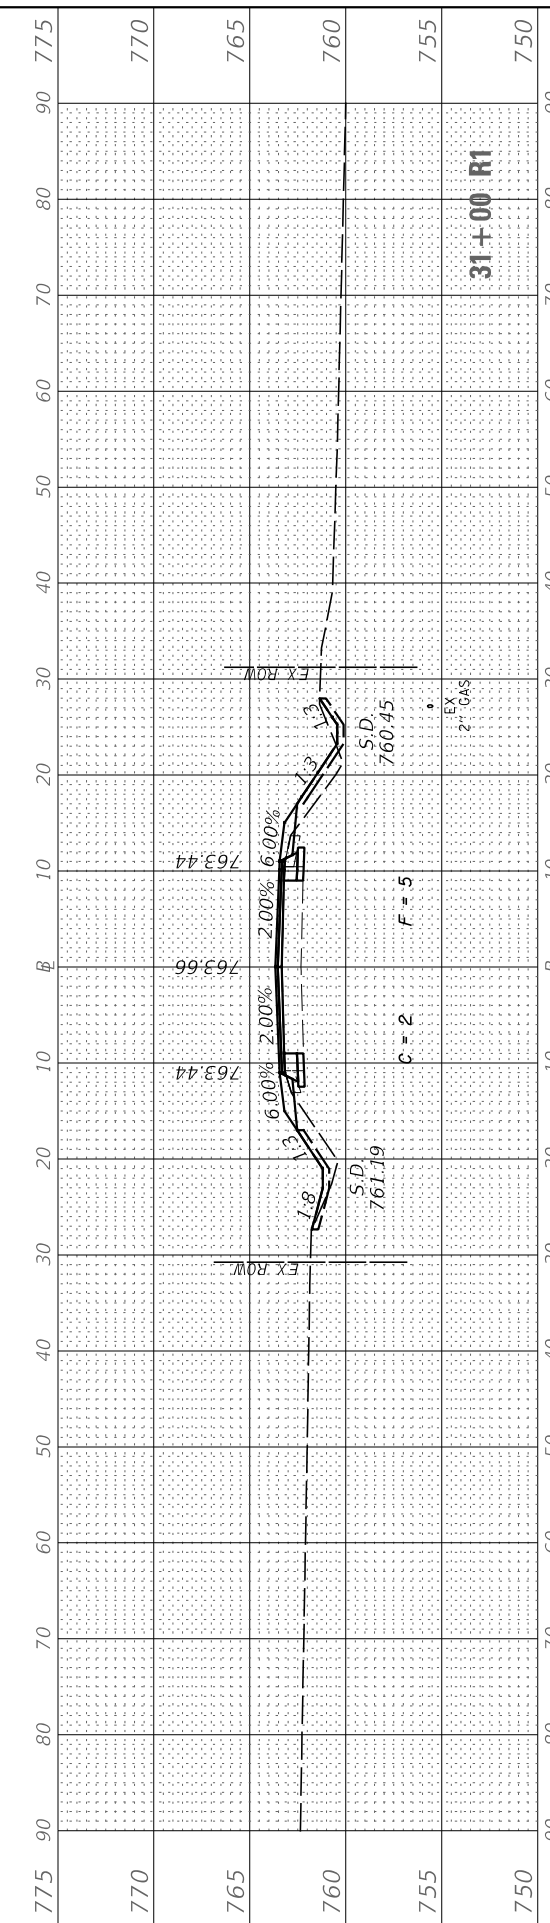 775 775
90 80 70 60 50 40 30 20 10 10 20 30 40 50 60 70 80 90
770 770
763.44 763.66 763.44
765 765
EX ROW EX ROW
6.00% 2.00% 2.00% 6.00%
1:8 1:3 1:3 1:3
760 760
S.D.
761.19
S.D.
760.45
C = 2 F = 5
755 755
EX
2" GAS
31+00 R1
750 750